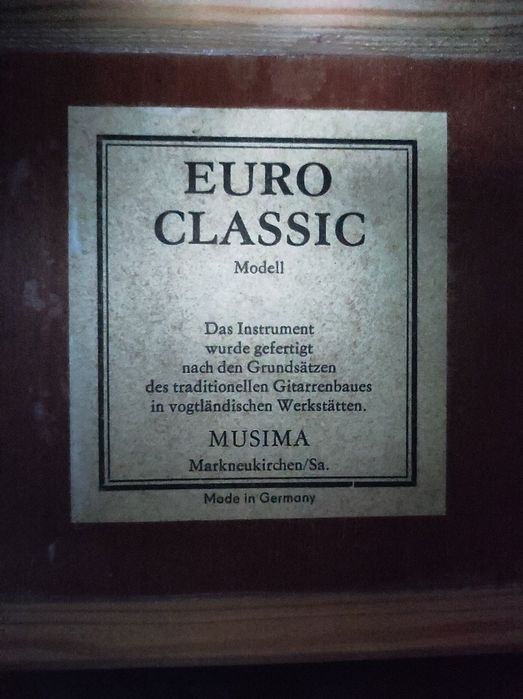 EURO
CLASSIC
Modell
Das Instrument
wurde gefertigt
nach den Grundsätzen
des traditionellen Gitarrenbaues
in vogtländischen Werkstätten.
MUSIMA
Markneukirchen/Sa.
Made in Germany